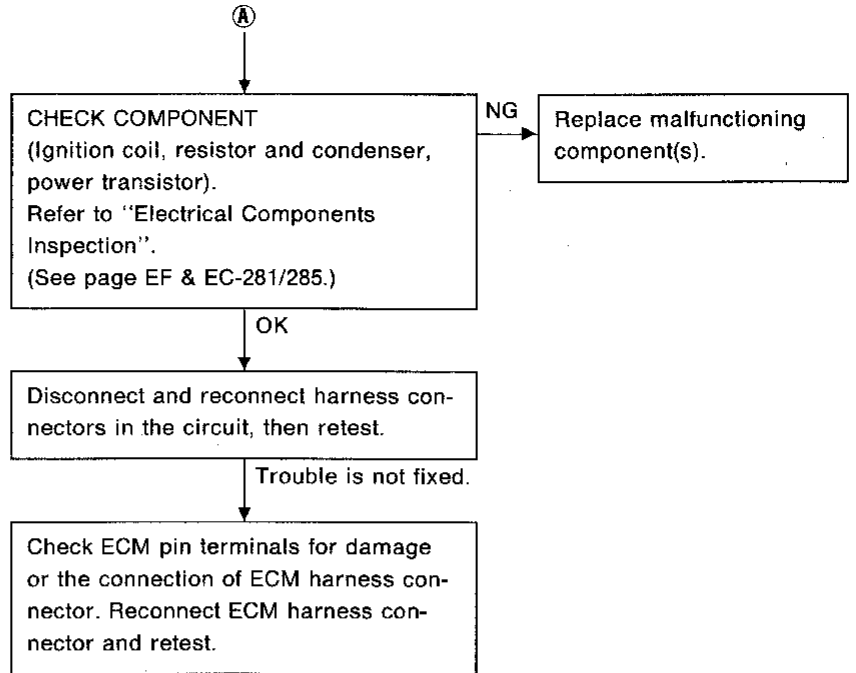 Ⓐ
CHECK COMPONENT
(Ignition coil, resistor and condenser,
power transistor).
Refer to ‘‘Electrical Components
Inspection’’.
(See page EF & EC-281/285.)
NG
Replace malfunctioning
component(s).
OK
Disconnect and reconnect harness con-
nectors in the circuit, then retest.
Trouble is not fixed.
Check ECM pin terminals for damage
or the connection of ECM harness con-
nector. Reconnect ECM harness con-
nector and retest.